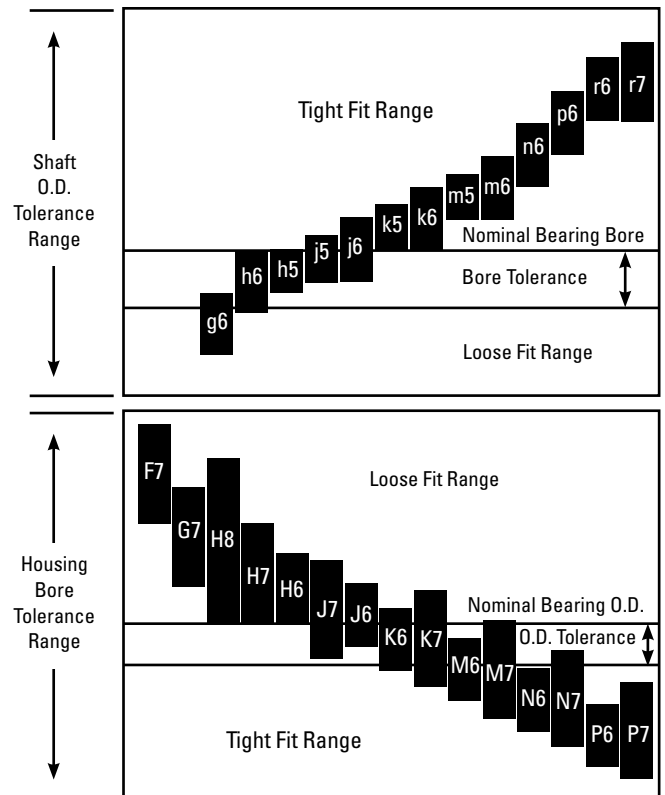 Tight Fit Range
Shaft
O.D.
Tolerance
Range
g6
h6
h5
j5
j6
k5
k6
m5
m6
n6
p6
r6
r7
Nominal Bearing Bore
Bore Tolerance
Loose Fit Range
Housing
Bore
Tolerance
Range
F7
G7
H8
H7
H6
J7
J6
K6
K7
M6
M7
N6
N7
P6
P7
Loose Fit Range
Nominal Bearing O.D.
O.D. Tolerance
Tight Fit Range